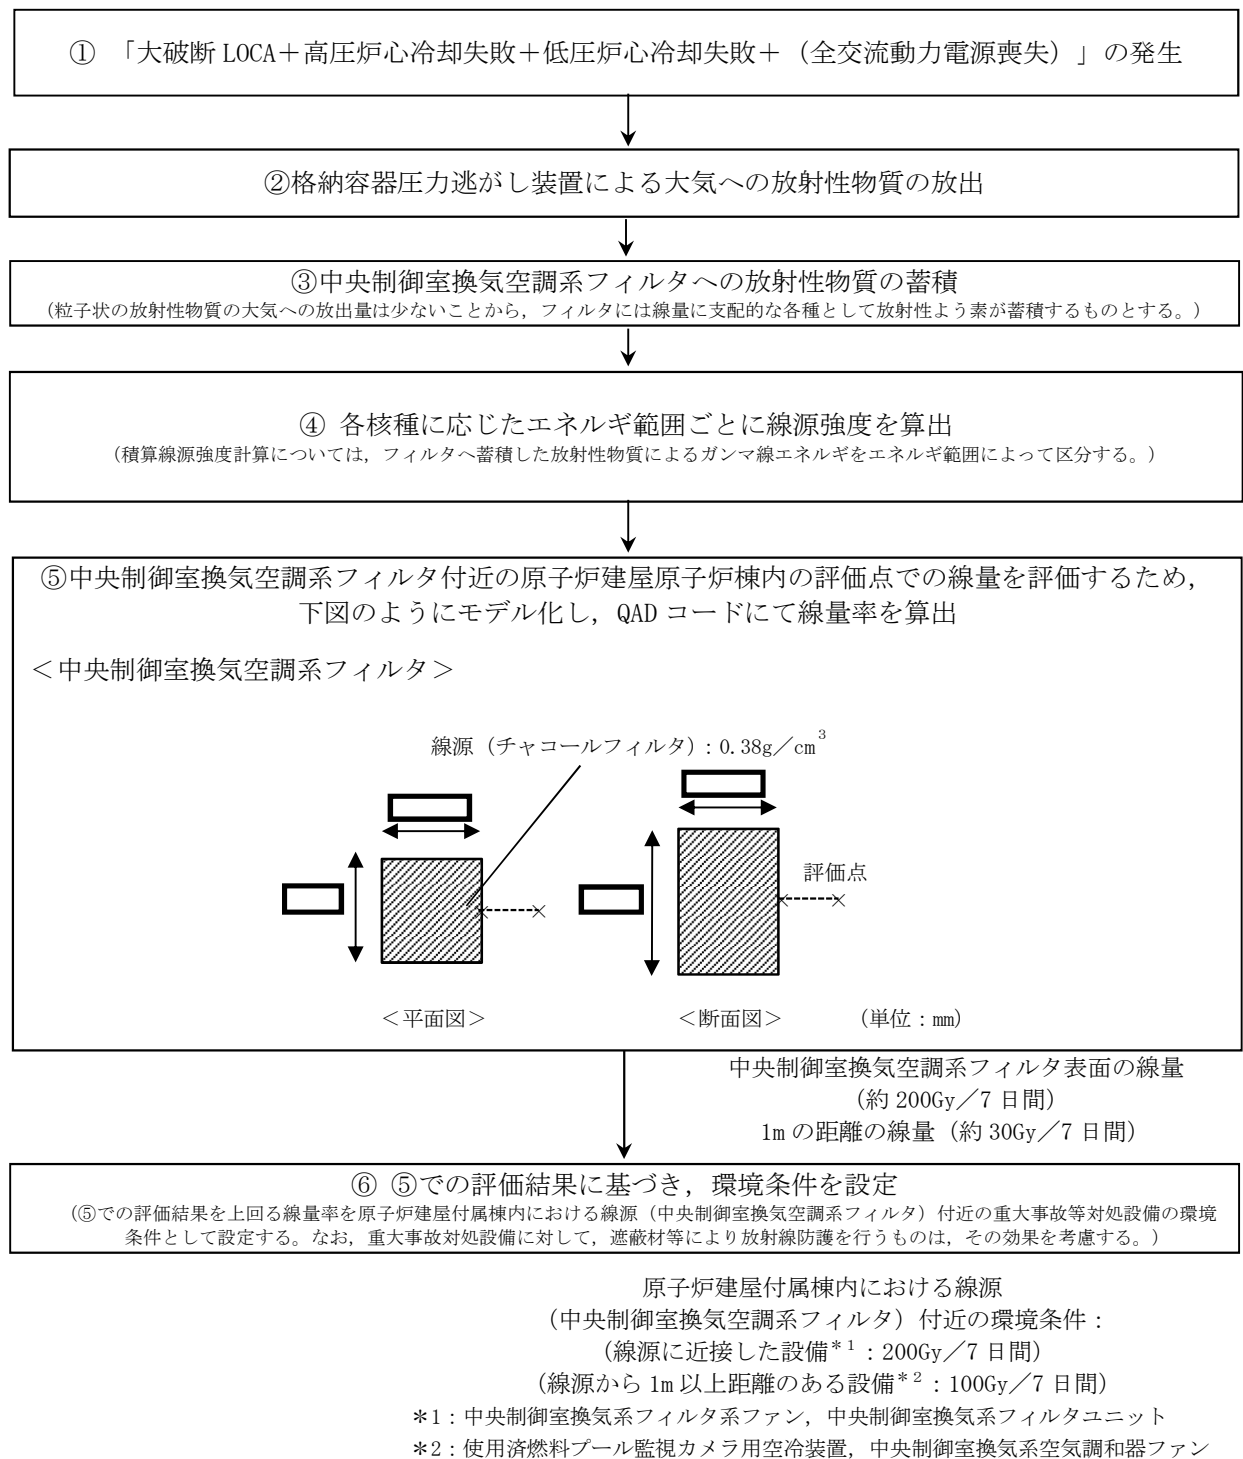 ① 「大破断 LOCA＋高圧炉心冷却失敗＋低圧炉心冷却失敗＋（全交流動力電源喪失）」の発生
②格納容器圧力逃がし装置による大気への放射性物質の放出
③中央制御室換気空調系フィルタへの放射性物質の蓄積
（粒子状の放射性物質の大気への放出量は少ないことから，フィルタには線量に支配的な各種として放射性よう素が蓄積するものとする。）
④ 各核種に応じたエネルギ範囲ごとに線源強度を算出
（積算線源強度計算については，フィルタへ蓄積した放射性物質によるガンマ線エネルギをエネルギ範囲によって区分する。）
⑤中央制御室換気空調系フィルタ付近の原子炉建屋原子炉棟内の評価点での線量を評価するため，
下図のようにモデル化し，QAD コードにて線量率を算出
＜中央制御室換気空調系フィルタ＞
線源（チャコールフィルタ）：0.38g／cm³
評価点
＜平面図＞ ＜断面図＞ （単位：mm）
中央制御室換気空調系フィルタ表面の線量
（約 200Gy／7 日間）
1m の距離の線量（約 30Gy／7 日間）
⑥ ⑤での評価結果に基づき，環境条件を設定
（⑤での評価結果を上回る線量率を原子炉建屋付属棟内における線源（中央制御室換気空調系フィルタ）付近の重大事故等対処設備の環境
条件として設定する。なお，重大事故対処設備に対して，遮蔽材等により放射線防護を行うものは，その効果を考慮する。）
原子炉建屋付属棟内における線源
（中央制御室換気空調系フィルタ）付近の環境条件：
（線源に近接した設備＊¹：200Gy／7 日間）
（線源から 1m 以上距離のある設備＊²：100Gy／7 日間）
＊1：中央制御室換気系フィルタ系ファン，中央制御室換気系フィルタユニット
＊2：使用済燃料プール監視カメラ用空冷装置，中央制御室換気系空気調和器ファン